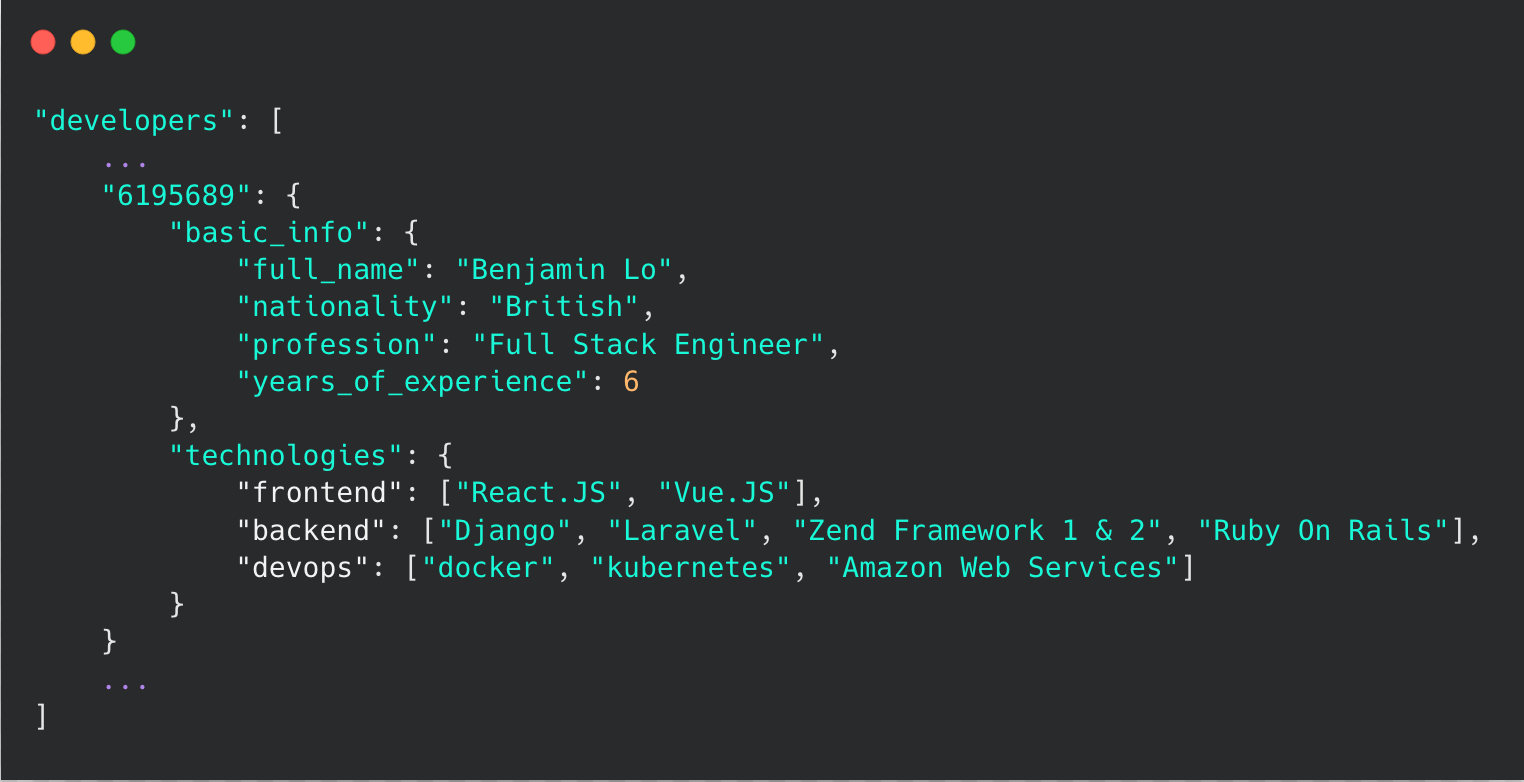 "developers": [
    ...
    "6195689": {
        "basic_info": {
            "full_name": "Benjamin Lo",
            "nationality": "British",
            "profession": "Full Stack Engineer",
            "years_of_experience": 6
        },
        "technologies": {
            "frontend": ["React.JS", "Vue.JS"],
            "backend": ["Django", "Laravel", "Zend Framework 1 & 2", "Ruby On Rails"],
            "devops": ["docker", "kubernetes", "Amazon Web Services"]
        }
    }
    ...
]